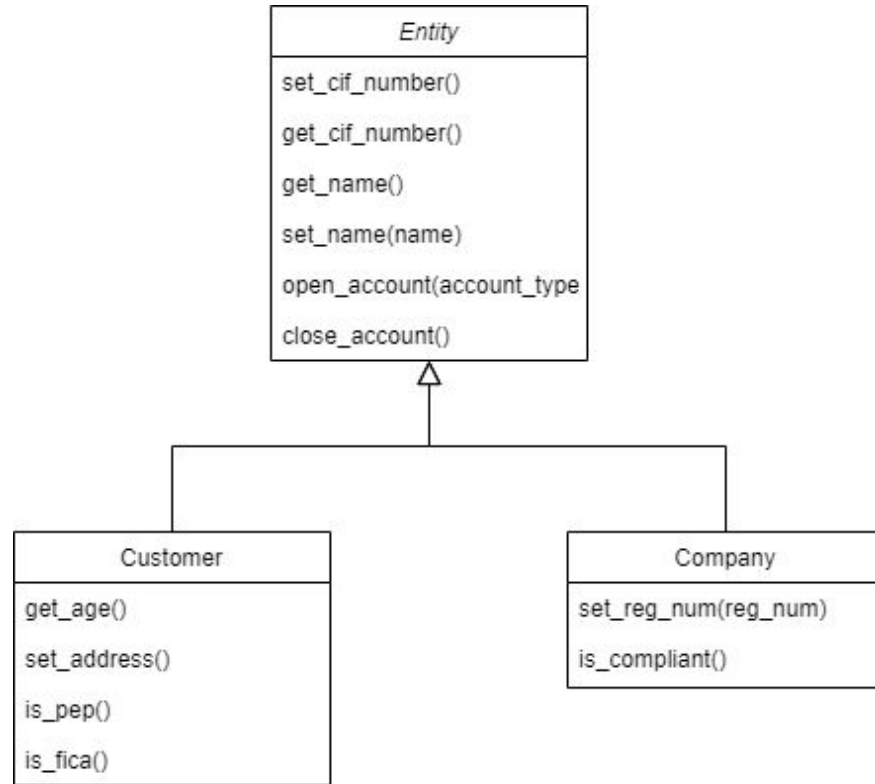 Entity
set_cif_number()
get_cif_number()
get_name()
set_name(name)
open_account(account_type
close_account()
Customer
get_age()
set_address()
is_pep()
is_fica()
Company
set_reg_num(reg_num)
is_compliant()